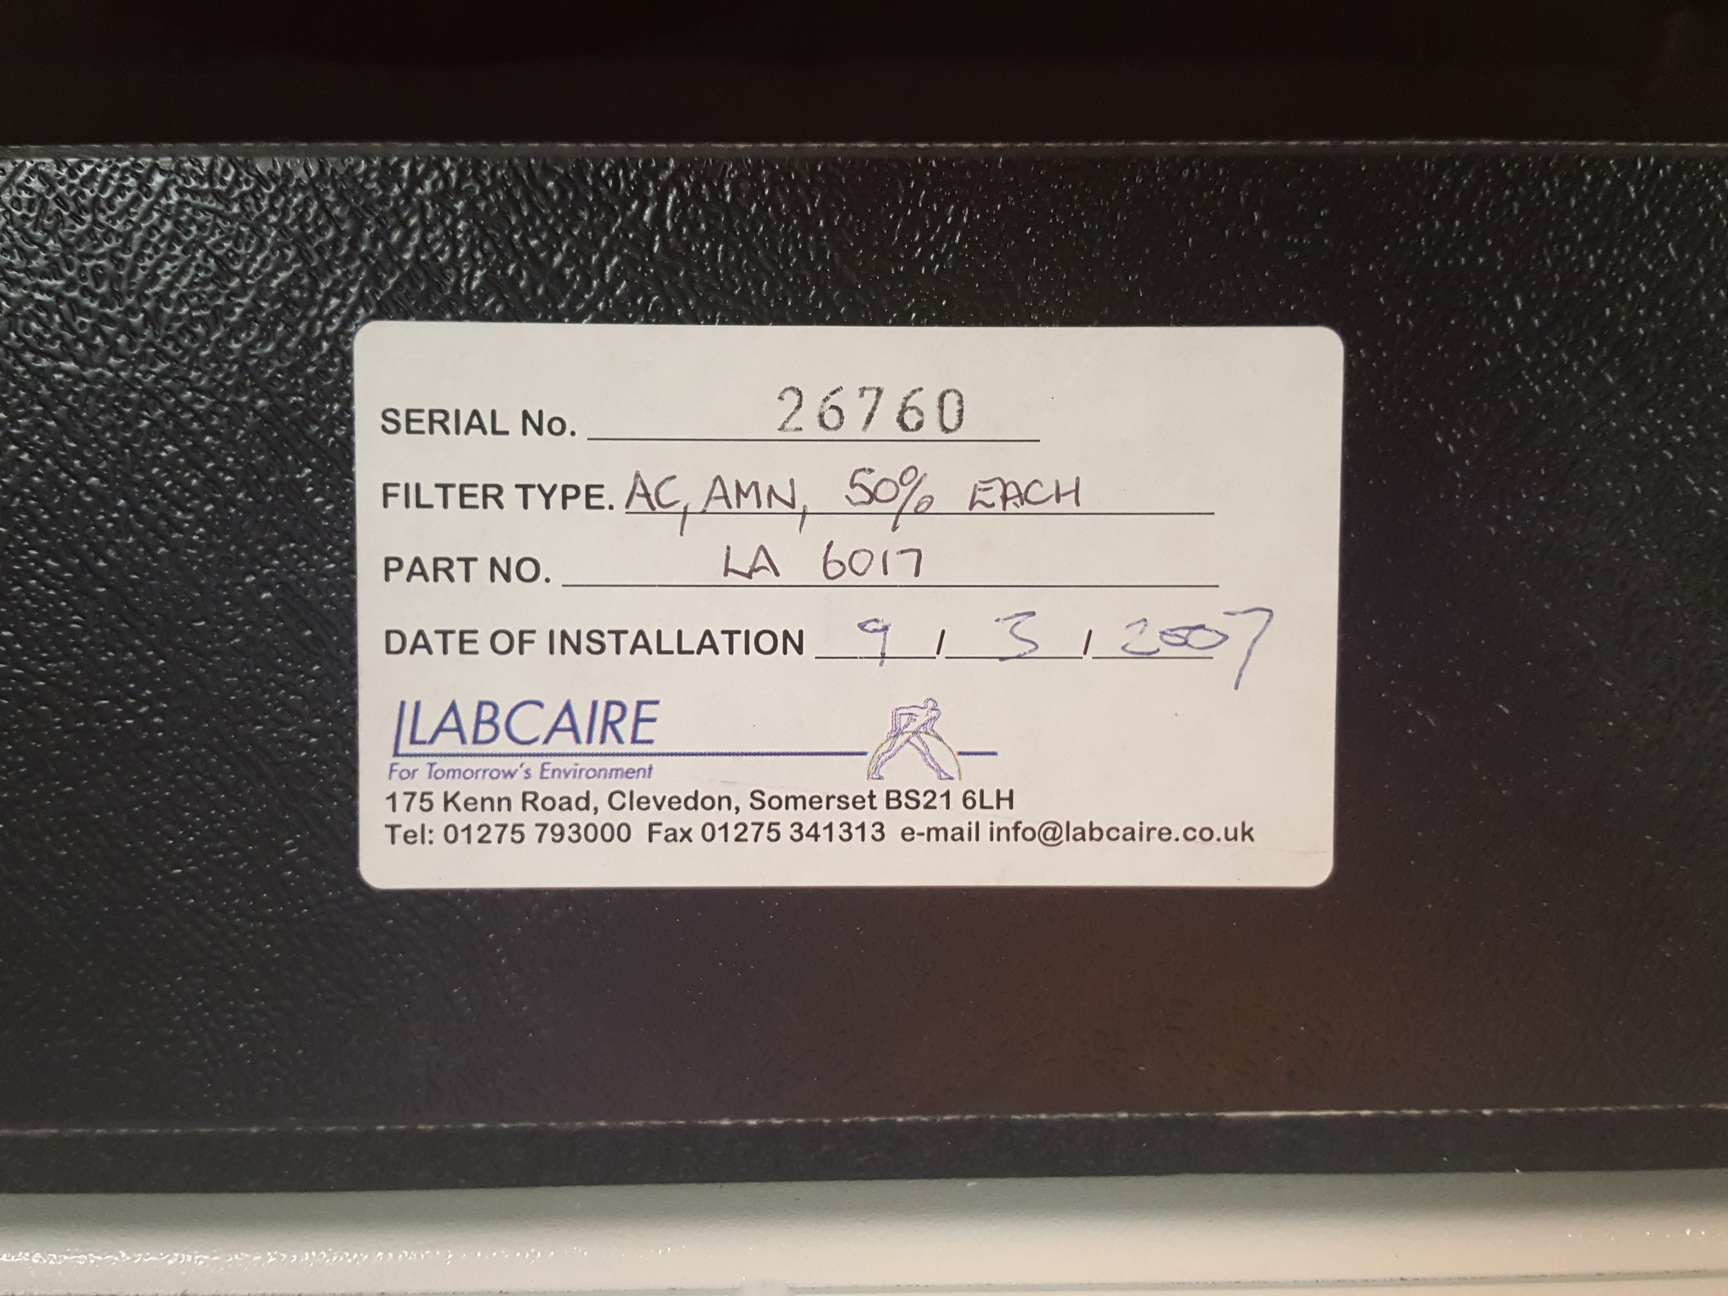 SERIAL No. 26760
FILTER TYPE. AC, AMN, 50% EACH
PART NO. LA 6017
DATE OF INSTALLATION 9 / 3 / 2007
LABCAIRE
For Tomorrow's Environment
175 Kenn Road, Clevedon, Somerset BS21 6LH
Tel: 01275 793000 Fax 01275 341313 e-mail info@labcaire.co.uk